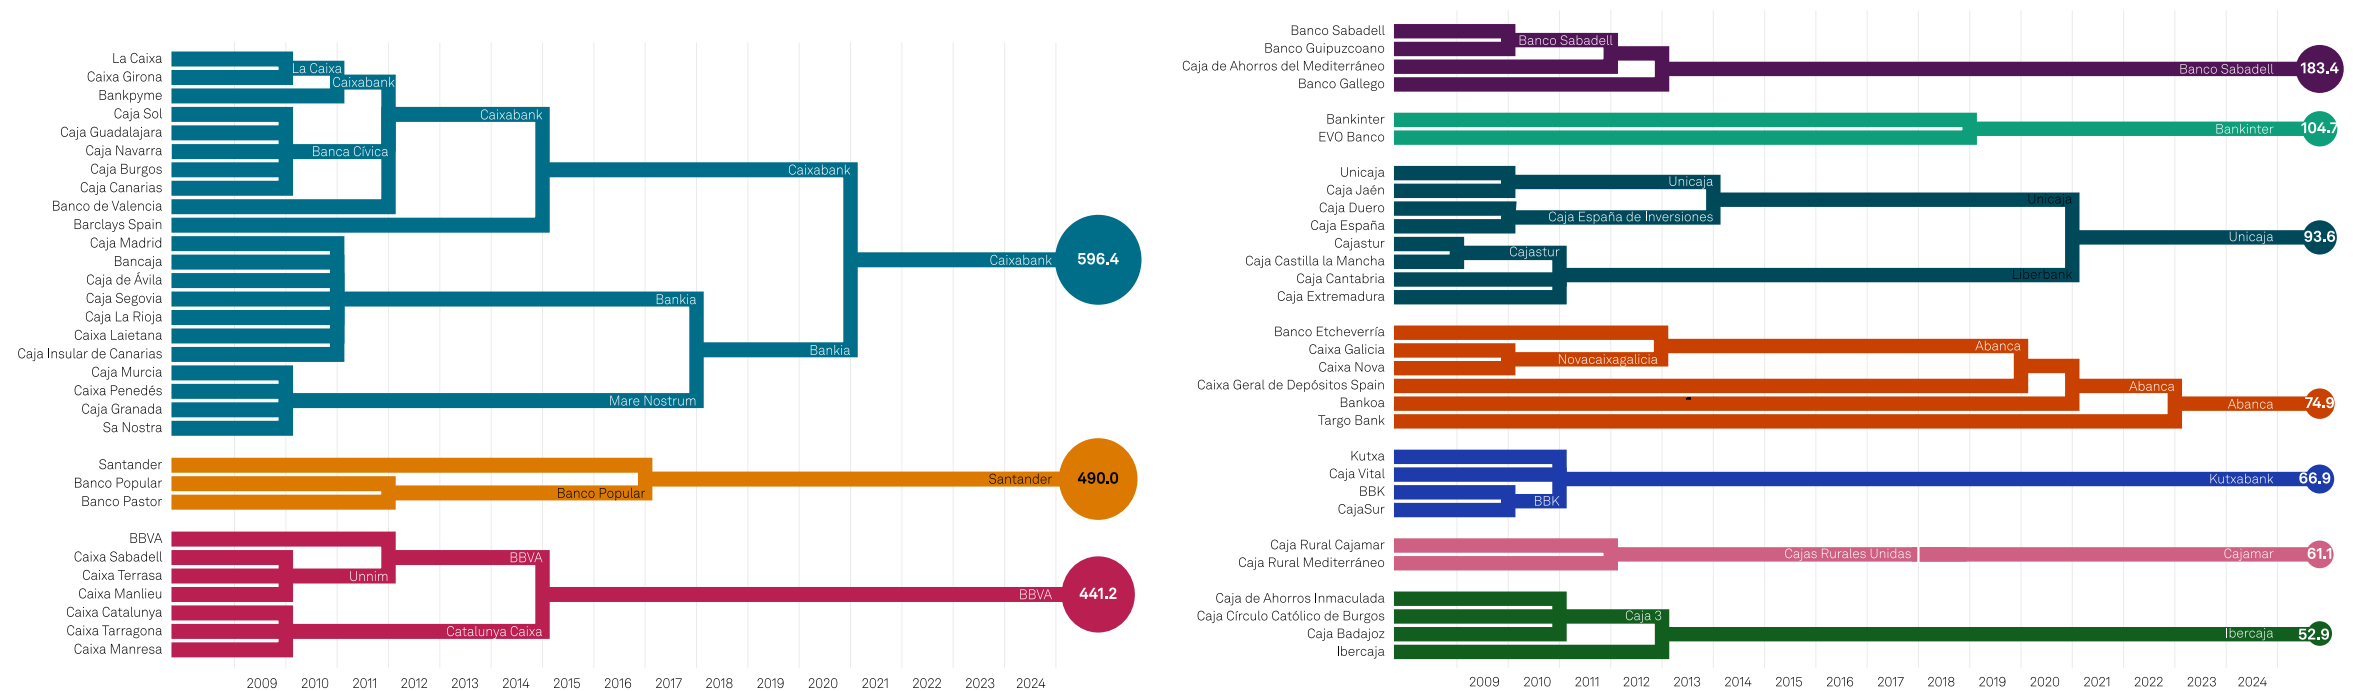 La Caixa
Caixa Girona
Bankpyme
Caja Sol
Caja Guadalajara
Caja Navarra
Caja Burgos
Caja Canarias
Banco de Valencia
Barclays Spain
Caja Madrid
Bancaja
Caja de Ávila
Caja Segovia
Caja La Rioja
Caixa Laietana
Caja Insular de Canarias
Caja Murcia
Caixa Penedés
Caja Granada
Sa Nostra
La Caixa
Caixabank
Banca Cívica
Caixabank
Caixabank
Bankia
Bankia
Mare Nostrum
Caixabank
596.4
Santander
Banco Popular
Banco Pastor
Banco Popular
Santander
490.0
BBVA
Caixa Sabadell
Caixa Terrasa
Caixa Manlieu
Caixa Catalunya
Caixa Tarragona
Caixa Manresa
Unnim
BBVA
Catalunya Caixa
BBVA
441.2
2009 2010 2011 2012 2013 2014 2015 2016 2017 2018 2019 2020 2021 2022 2023 2024
Banco Sabadell
Banco Guipuzcoano
Caja de Ahorros del Mediterráneo
Banco Gallego
Banco Sabadell
Banco Sabadell
183.4
Bankinter
EVO Banco
Bankinter
104.7
Unicaja
Caja Jaén
Caja Duero
Caja España
Cajastur
Caja Castilla la Mancha
Caja Cantabria
Caja Extremadura
Unicaja
Caja España de Inversiones
Cajastur
Unicaja
Liberbank
Unicaja
93.6
Banco Etcheverría
Caixa Galicia
Caixa Nova
Caixa Geral de Depósitos Spain
Bankoa
Targo Bank
Novacaixagalicia
Abanca
Abanca
Abanca
74.9
Kutxa
Caja Vital
BBK
CajaSur
BBK
Kutxabank
66.9
Caja Rural Cajamar
Caja Rural Mediterráneo
Cajas Rurales Unidas
Cajamar
61.1
Caja de Ahorros Inmaculada
Caja Círculo Católico de Burgos
Caja Badajoz
Ibercaja
Caja 3
Ibercaja
52.9
2009 2010 2011 2012 2013 2014 2015 2016 2017 2018 2019 2020 2021 2022 2023 2024